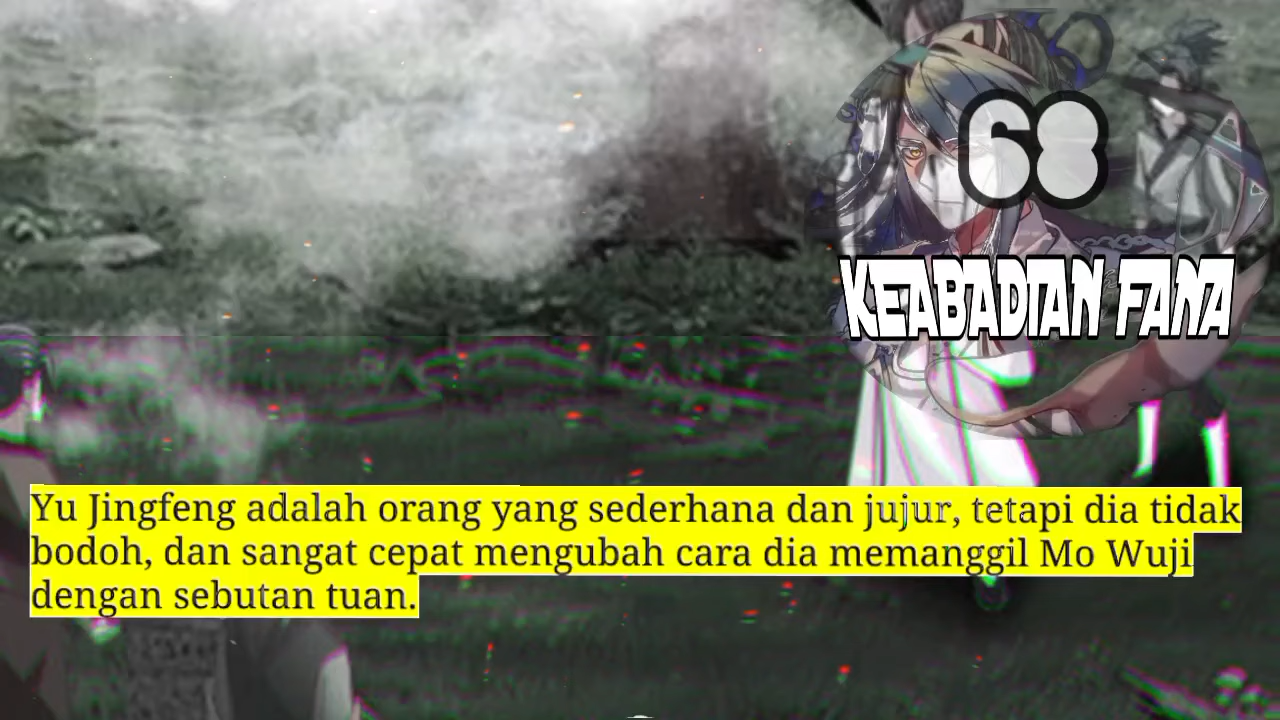 68
KEABADIAN FANA
Yu Jingfeng adalah orang yang sederhana dan jujur, tetapi dia tidak
bodoh, dan sangat cepat mengubah cara dia memanggil Mo Wuji
dengan sebutan tuan.